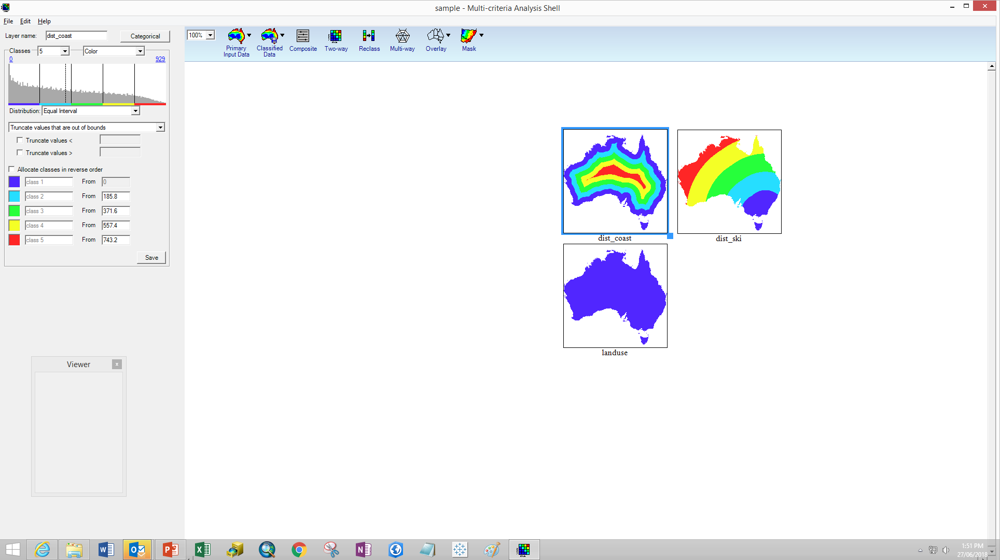 sample - Multi-criteria Analysis Shell
File Edit Help
Layer name: dist_coast Categorical
Classes 5 Color
0 929
Distribution: Equal Interval
Truncate values that are out of bounds
Truncate values <
Truncate values >
Allocate classes in reverse order
class 1 From 0
class 2 From 185.8
class 3 From 371.6
class 4 From 557.4
class 5 From 743.2
Save
Viewer
x
100%
Primary
Input Data
Classified
Data
Composite
Two-way
Reclass
Multi-way
Overlay
Mask
dist_coast
dist_ski
landuse
1:51 PM
27/06/2018